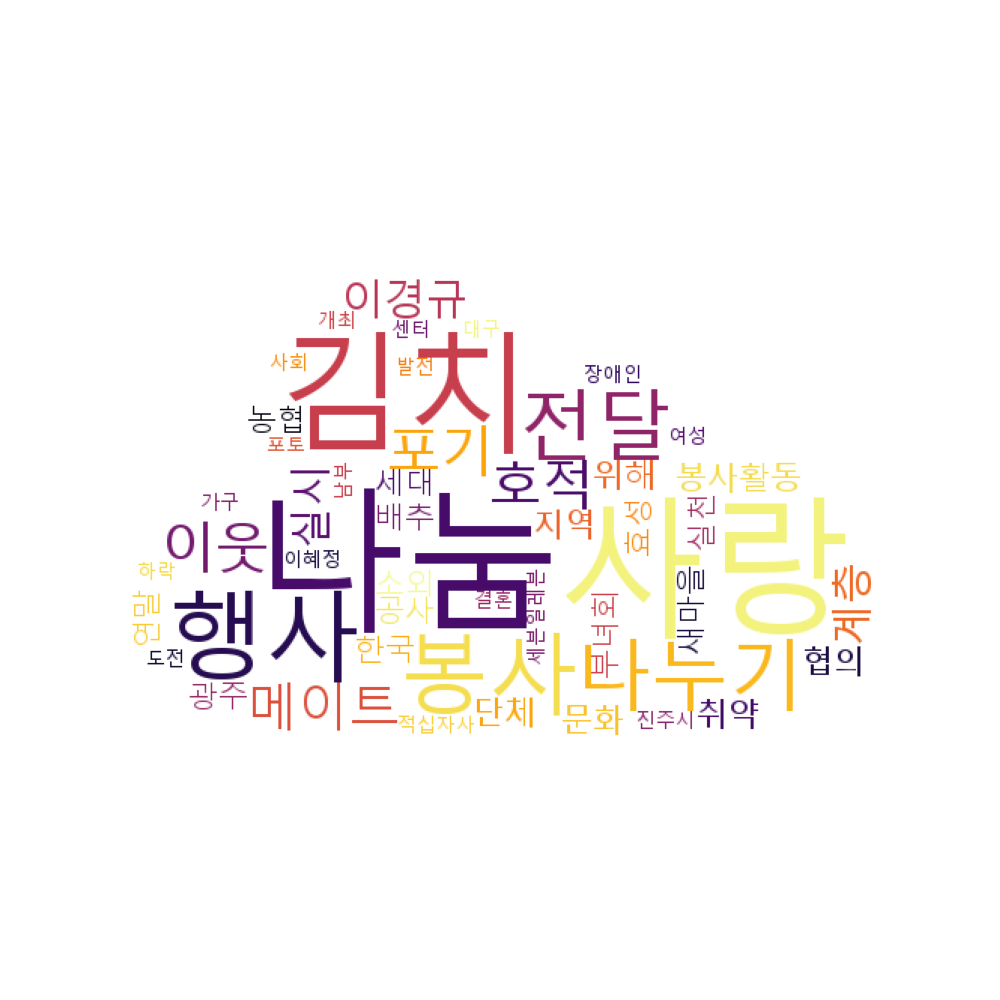 이경규
개최
센터
대구
김치
사회
발전
장애인
전달
농협
포토
포기
여성
호적
위해
봉사활동
실시
남부
세대
배추
나눔
사랑
지역
효성
실천
가구
이웃
이혜정
하락
연말
소외
공사
결혼
세븐일레븐
부녀회
새마을
계층
행사
도전
한국
봉사
나누기
협의
광주
메이트
적십자사
단체
문화
진주시
취약